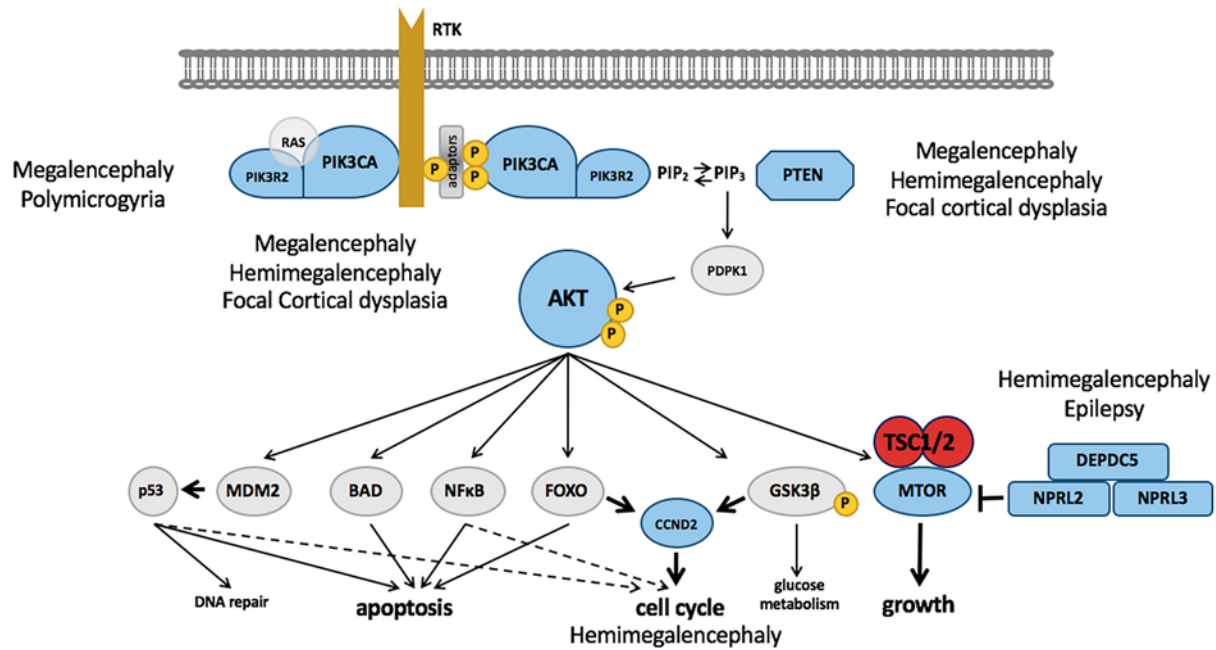 RTK
RAS
PIK3R2
PIK3CA
P
adaptors
P
P
PIK3CA
PIK3R2
PIP2
PIP3
PTEN
Megalencephaly
Polymicrogyria
Megalencephaly
Hemimegalencephaly
Focal cortical dysplasia
Megalencephaly
Hemimegalencephaly
Focal Cortical dysplasia
PDPK1
AKT
P
P
Hemimegalencephaly
Epilepsy
TSC1/2
DEPDC5
p53
MDM2
BAD
NFκB
FOXO
CCND2
GSK3β
P
MTOR
NPRL2
NPRL3
DNA repair
apoptosis
cell cycle
Hemimegalencephaly
glucose
metabolism
growth